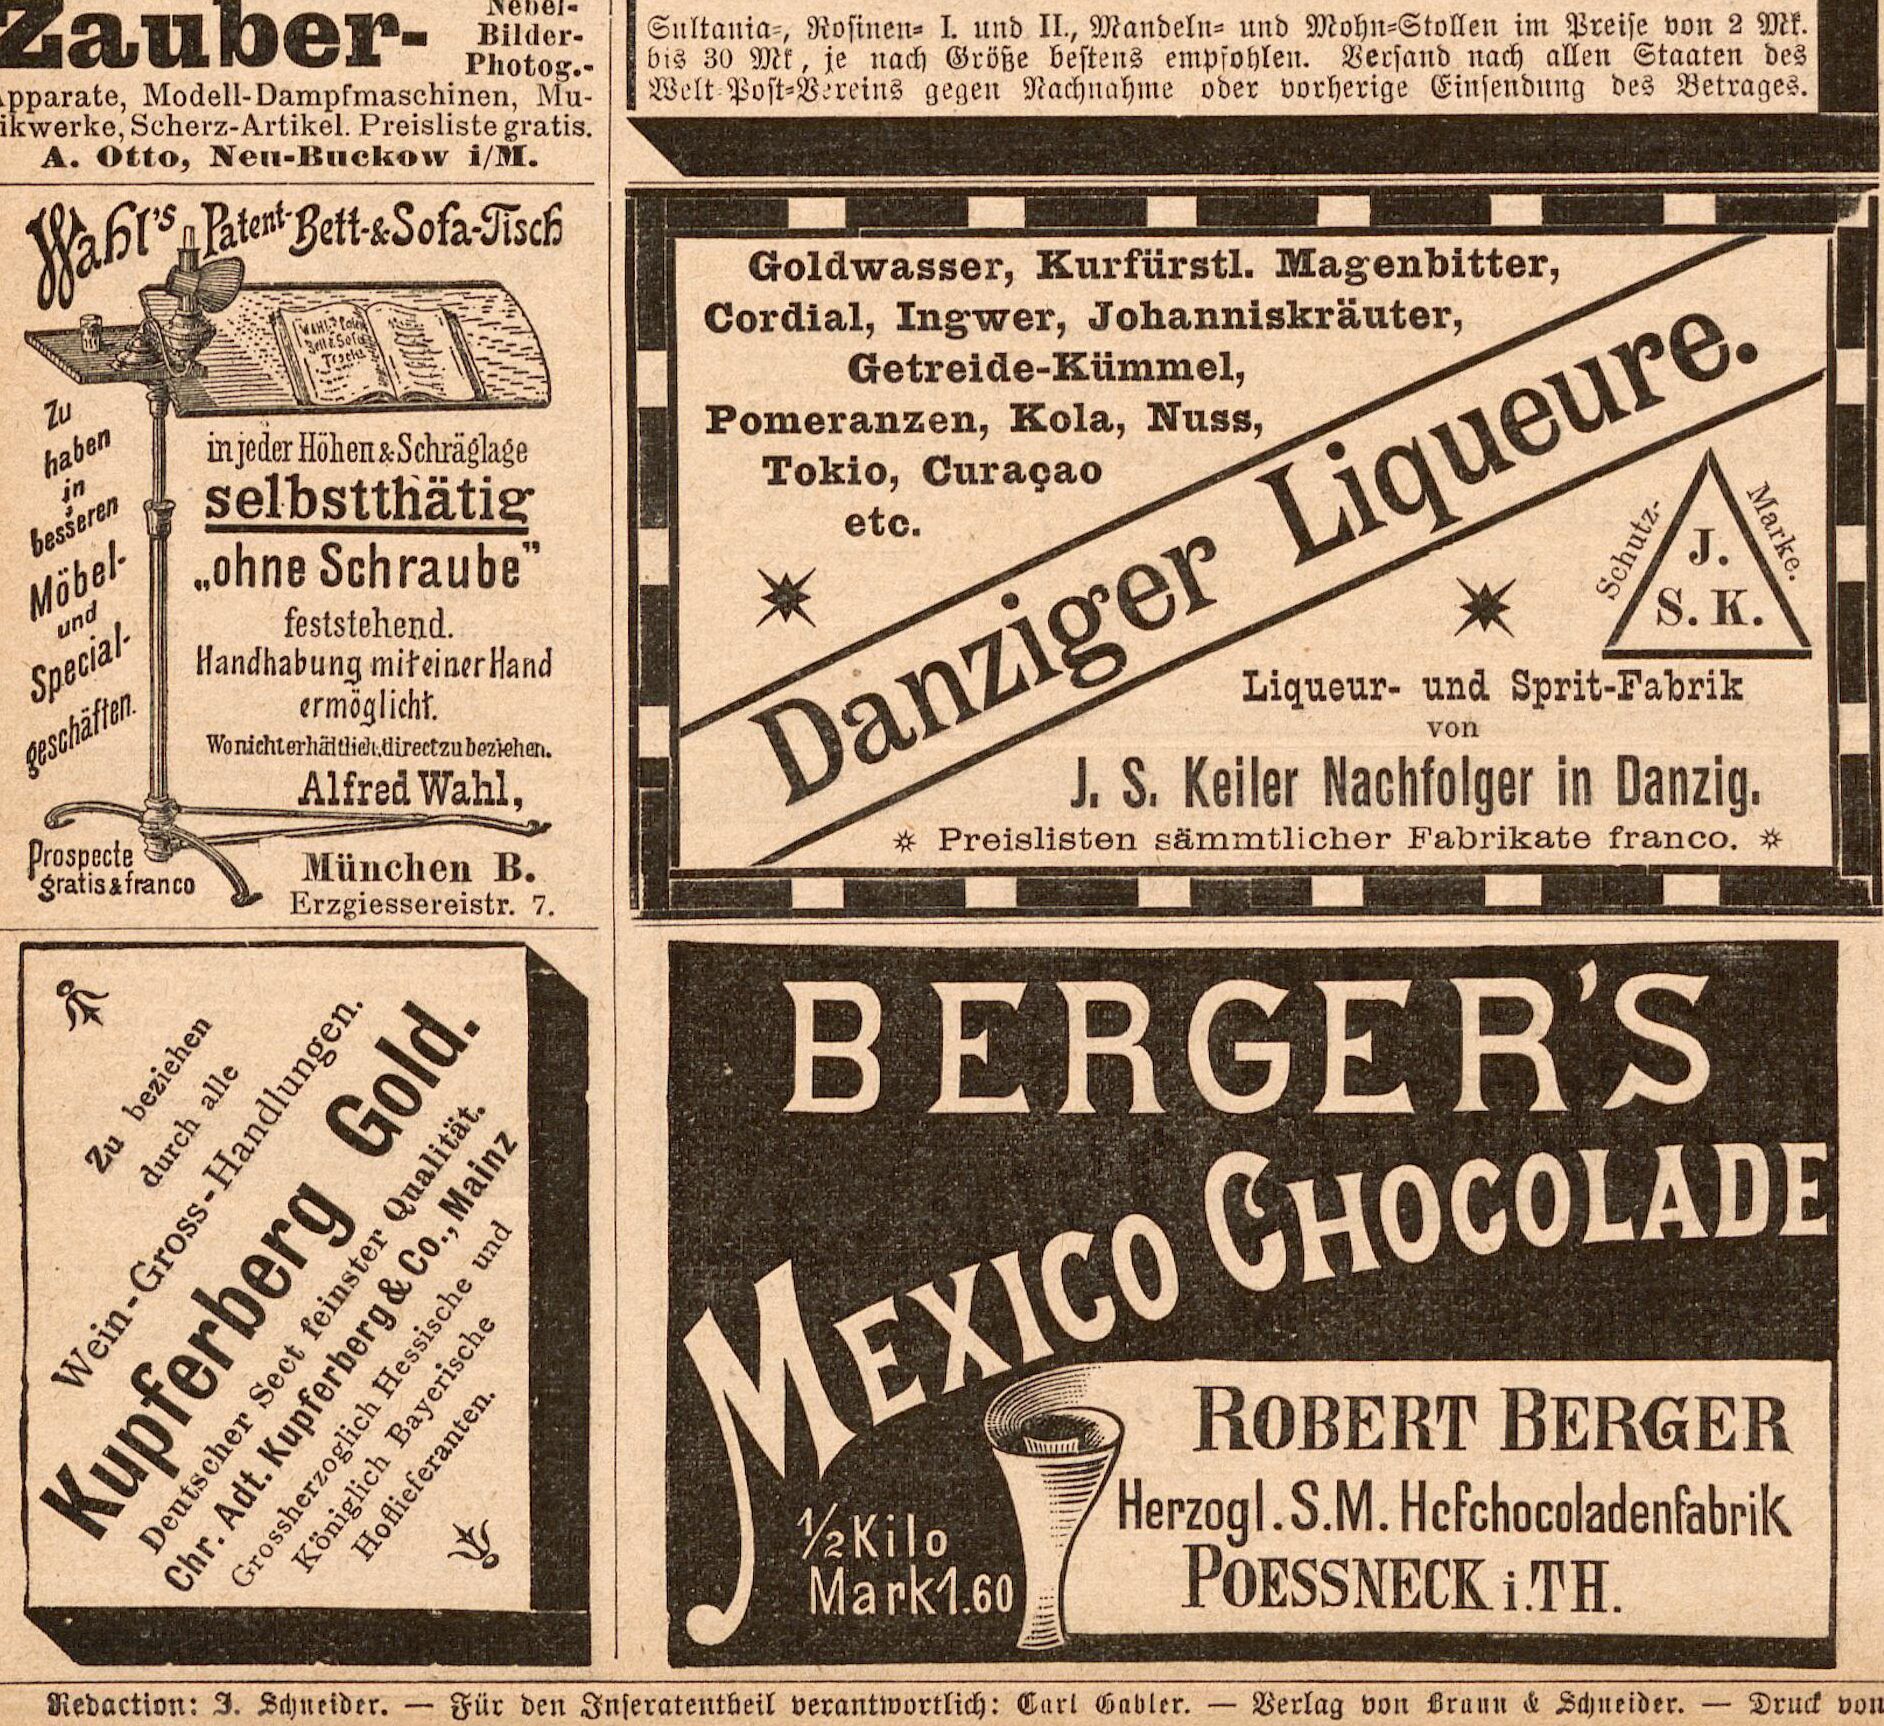 Zauber-
Nebel-
Bilder-
Photog.-
Apparate, Modell-Dampfmaschinen, Mu-
ikwerke, Scherz-Artikel. Preisliste gratis.
A. Otto, Neu-Buckow i/M.
Wahl's Patent-Bett-&Sofa-Tisch
WAHL's Patent
Bett & Sofa
Tische
Zu
haben
in
besseren
Möbel-
und
Special-
geschäften.
in jeder Höhen & Schräglage
selbstthätig
„ohne Schraube”
feststehend.
Handhabung mit einer Hand
ermöglicht.
Wo nicht erhältlich, direct zu beziehen.
Alfred Wahl,
München B.
Erzgiessereistr. 7.
Prospecte
gratis & franco
Zu beziehen
durch alle
Wein-Gross-Handlungen.
Kupferberg Gold.
Deutscher Sect feinster Qualität.
Chr. Adt. Kupferberg & Co., Mainz
Grossherzoglich Hessische und
Königlich Bayerische
Hoflieferanten.
Sultania-, Rosinen- I. und II., Mandeln- und Mohn-Stollen im Preise von 2 Mk.
bis 30 Mk, je nach Größe bestens empfohlen. Versand nach allen Staaten des
Welt-Post-Vereins gegen Nachnahme oder vorherige Einsendung des Betrages.
Goldwasser, Kurfürstl. Magenbitter,
Cordial, Ingwer, Johanniskräuter,
Getreide-Kümmel,
Pomeranzen, Kola, Nuss,
Tokio, Curaçao
etc.
Danziger Liqueure.
Schutz-Marke.
J.
S. K.
Liqueur- und Sprit-Fabrik
von
J. S. Keiler Nachfolger in Danzig.
Preislisten sämmtlicher Fabrikate franco.
BERGER'S
MEXICO CHOCOLADE
½ Kilo
Mark 1.60
ROBERT BERGER
Herzogl. S. M. Hofchocoladenfabrik
POESSNECK i. TH.
Redaction: J. Schneider. — Für den Inseratentheil verantwortlich: Carl Gabler. — Verlag von Braun & Schneider. — Druck von